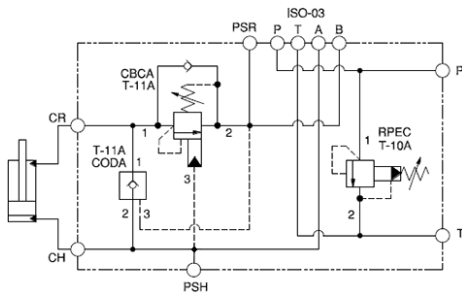 ISO-03
PSR P T A B
CBCA
T-11A
P
CR
1
2
1
RPEC
T-10A
T-11A
CODA
1
3
2
3
2
CH
T
PSH